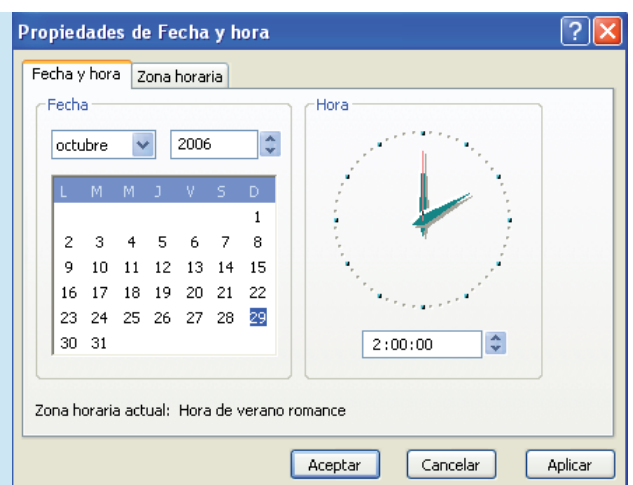 Propiedades de Fecha y hora
Fecha y hora Zona horaria
Fecha
octubre 2006
L M M J V S D
1
2 3 4 5 6 7 8
9 10 11 12 13 14 15
16 17 18 19 20 21 22
23 24 25 26 27 28 29
30 31
Hora
2:00:00
Zona horaria actual: Hora de verano romance
Aceptar Cancelar Aplicar